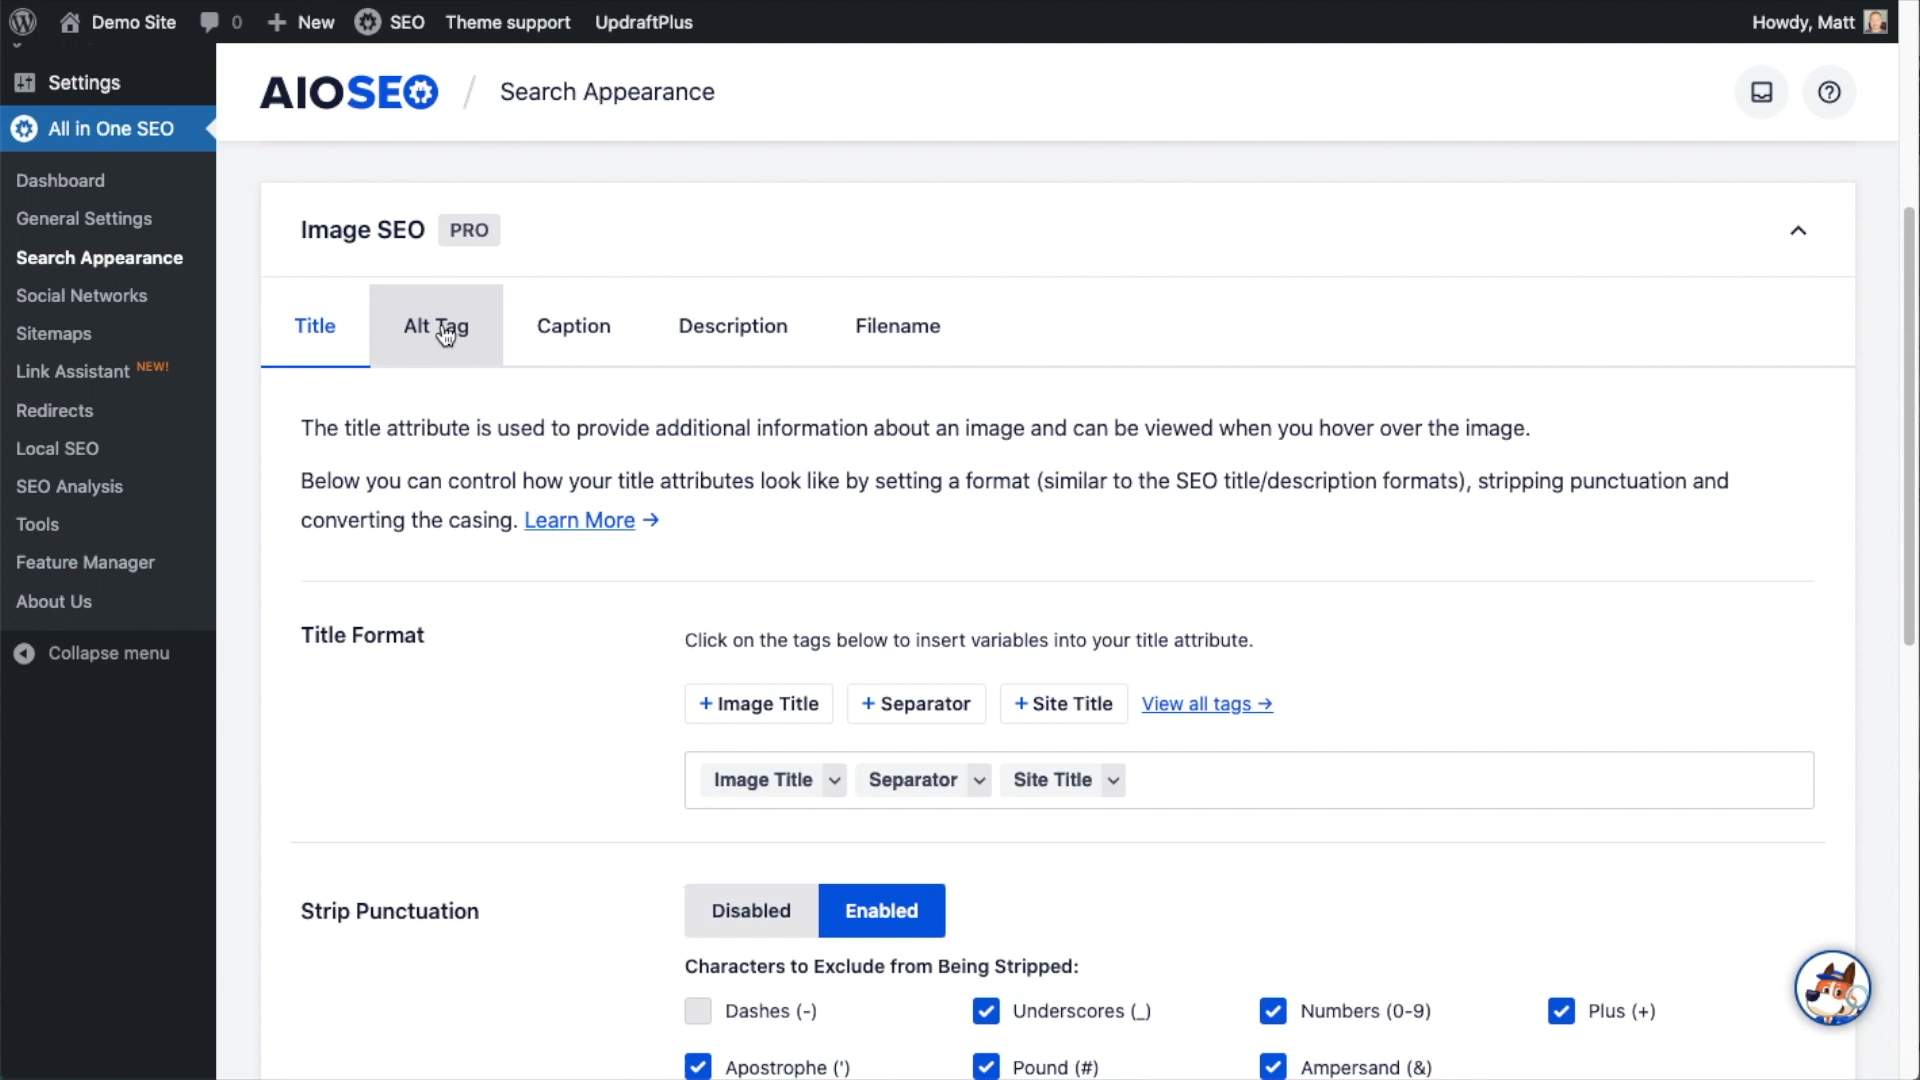 Demo Site 0 New SEO Theme support UpdraftPlus Howdy, Matt
Settings
All in One SEO
Dashboard
General Settings
Search Appearance
Social Networks
Sitemaps
Link Assistant NEW!
Redirects
Local SEO
SEO Analysis
Tools
Feature Manager
About Us
Collapse menu
AIOSEO / Search Appearance
Image SEO PRO
Title Alt Tag Caption Description Filename
The title attribute is used to provide additional information about an image and can be viewed when you hover over the image.
Below you can control how your title attributes look like by setting a format (similar to the SEO title/description formats), stripping punctuation and
converting the casing. Learn More →
Title Format
Click on the tags below to insert variables into your title attribute.
+ Image Title + Separator + Site Title View all tags →
Image Title Separator Site Title
Strip Punctuation
Disabled Enabled
Characters to Exclude from Being Stripped:
Dashes (-) Underscores (_) Numbers (0-9) Plus (+)
Apostrophe (') Pound (#) Ampersand (&)